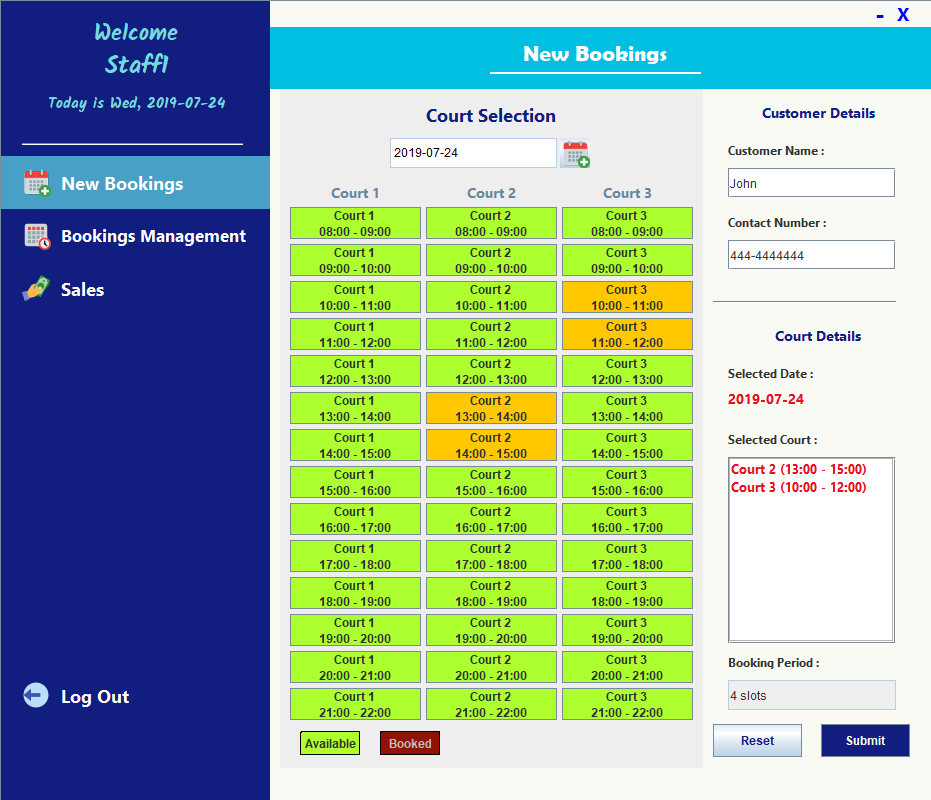 - X
Welcome
Staff1
Today is Wed, 2019-07-24
New Bookings
Bookings Management
Sales
Log Out
New Bookings
Court Selection
2019-07-24
Court 1 Court 2 Court 3
Court 1 Court 2 Court 3
08:00 - 09:00 08:00 - 09:00 08:00 - 09:00
Court 1 Court 2 Court 3
09:00 - 10:00 09:00 - 10:00 09:00 - 10:00
Court 1 Court 2 Court 3
10:00 - 11:00 10:00 - 11:00 10:00 - 11:00
Court 1 Court 2 Court 3
11:00 - 12:00 11:00 - 12:00 11:00 - 12:00
Court 1 Court 2 Court 3
12:00 - 13:00 12:00 - 13:00 12:00 - 13:00
Court 1 Court 2 Court 3
13:00 - 14:00 13:00 - 14:00 13:00 - 14:00
Court 1 Court 2 Court 3
14:00 - 15:00 14:00 - 15:00 14:00 - 15:00
Court 1 Court 2 Court 3
15:00 - 16:00 15:00 - 16:00 15:00 - 16:00
Court 1 Court 2 Court 3
16:00 - 17:00 16:00 - 17:00 16:00 - 17:00
Court 1 Court 2 Court 3
17:00 - 18:00 17:00 - 18:00 17:00 - 18:00
Court 1 Court 2 Court 3
18:00 - 19:00 18:00 - 19:00 18:00 - 19:00
Court 1 Court 2 Court 3
19:00 - 20:00 19:00 - 20:00 19:00 - 20:00
Court 1 Court 2 Court 3
20:00 - 21:00 20:00 - 21:00 20:00 - 21:00
Court 1 Court 2 Court 3
21:00 - 22:00 21:00 - 22:00 21:00 - 22:00
Available Booked
Customer Details
Customer Name :
John
Contact Number :
444-4444444
Court Details
Selected Date :
2019-07-24
Selected Court :
Court 2 (13:00 - 15:00)
Court 3 (10:00 - 12:00)
Booking Period :
4 slots
Reset Submit